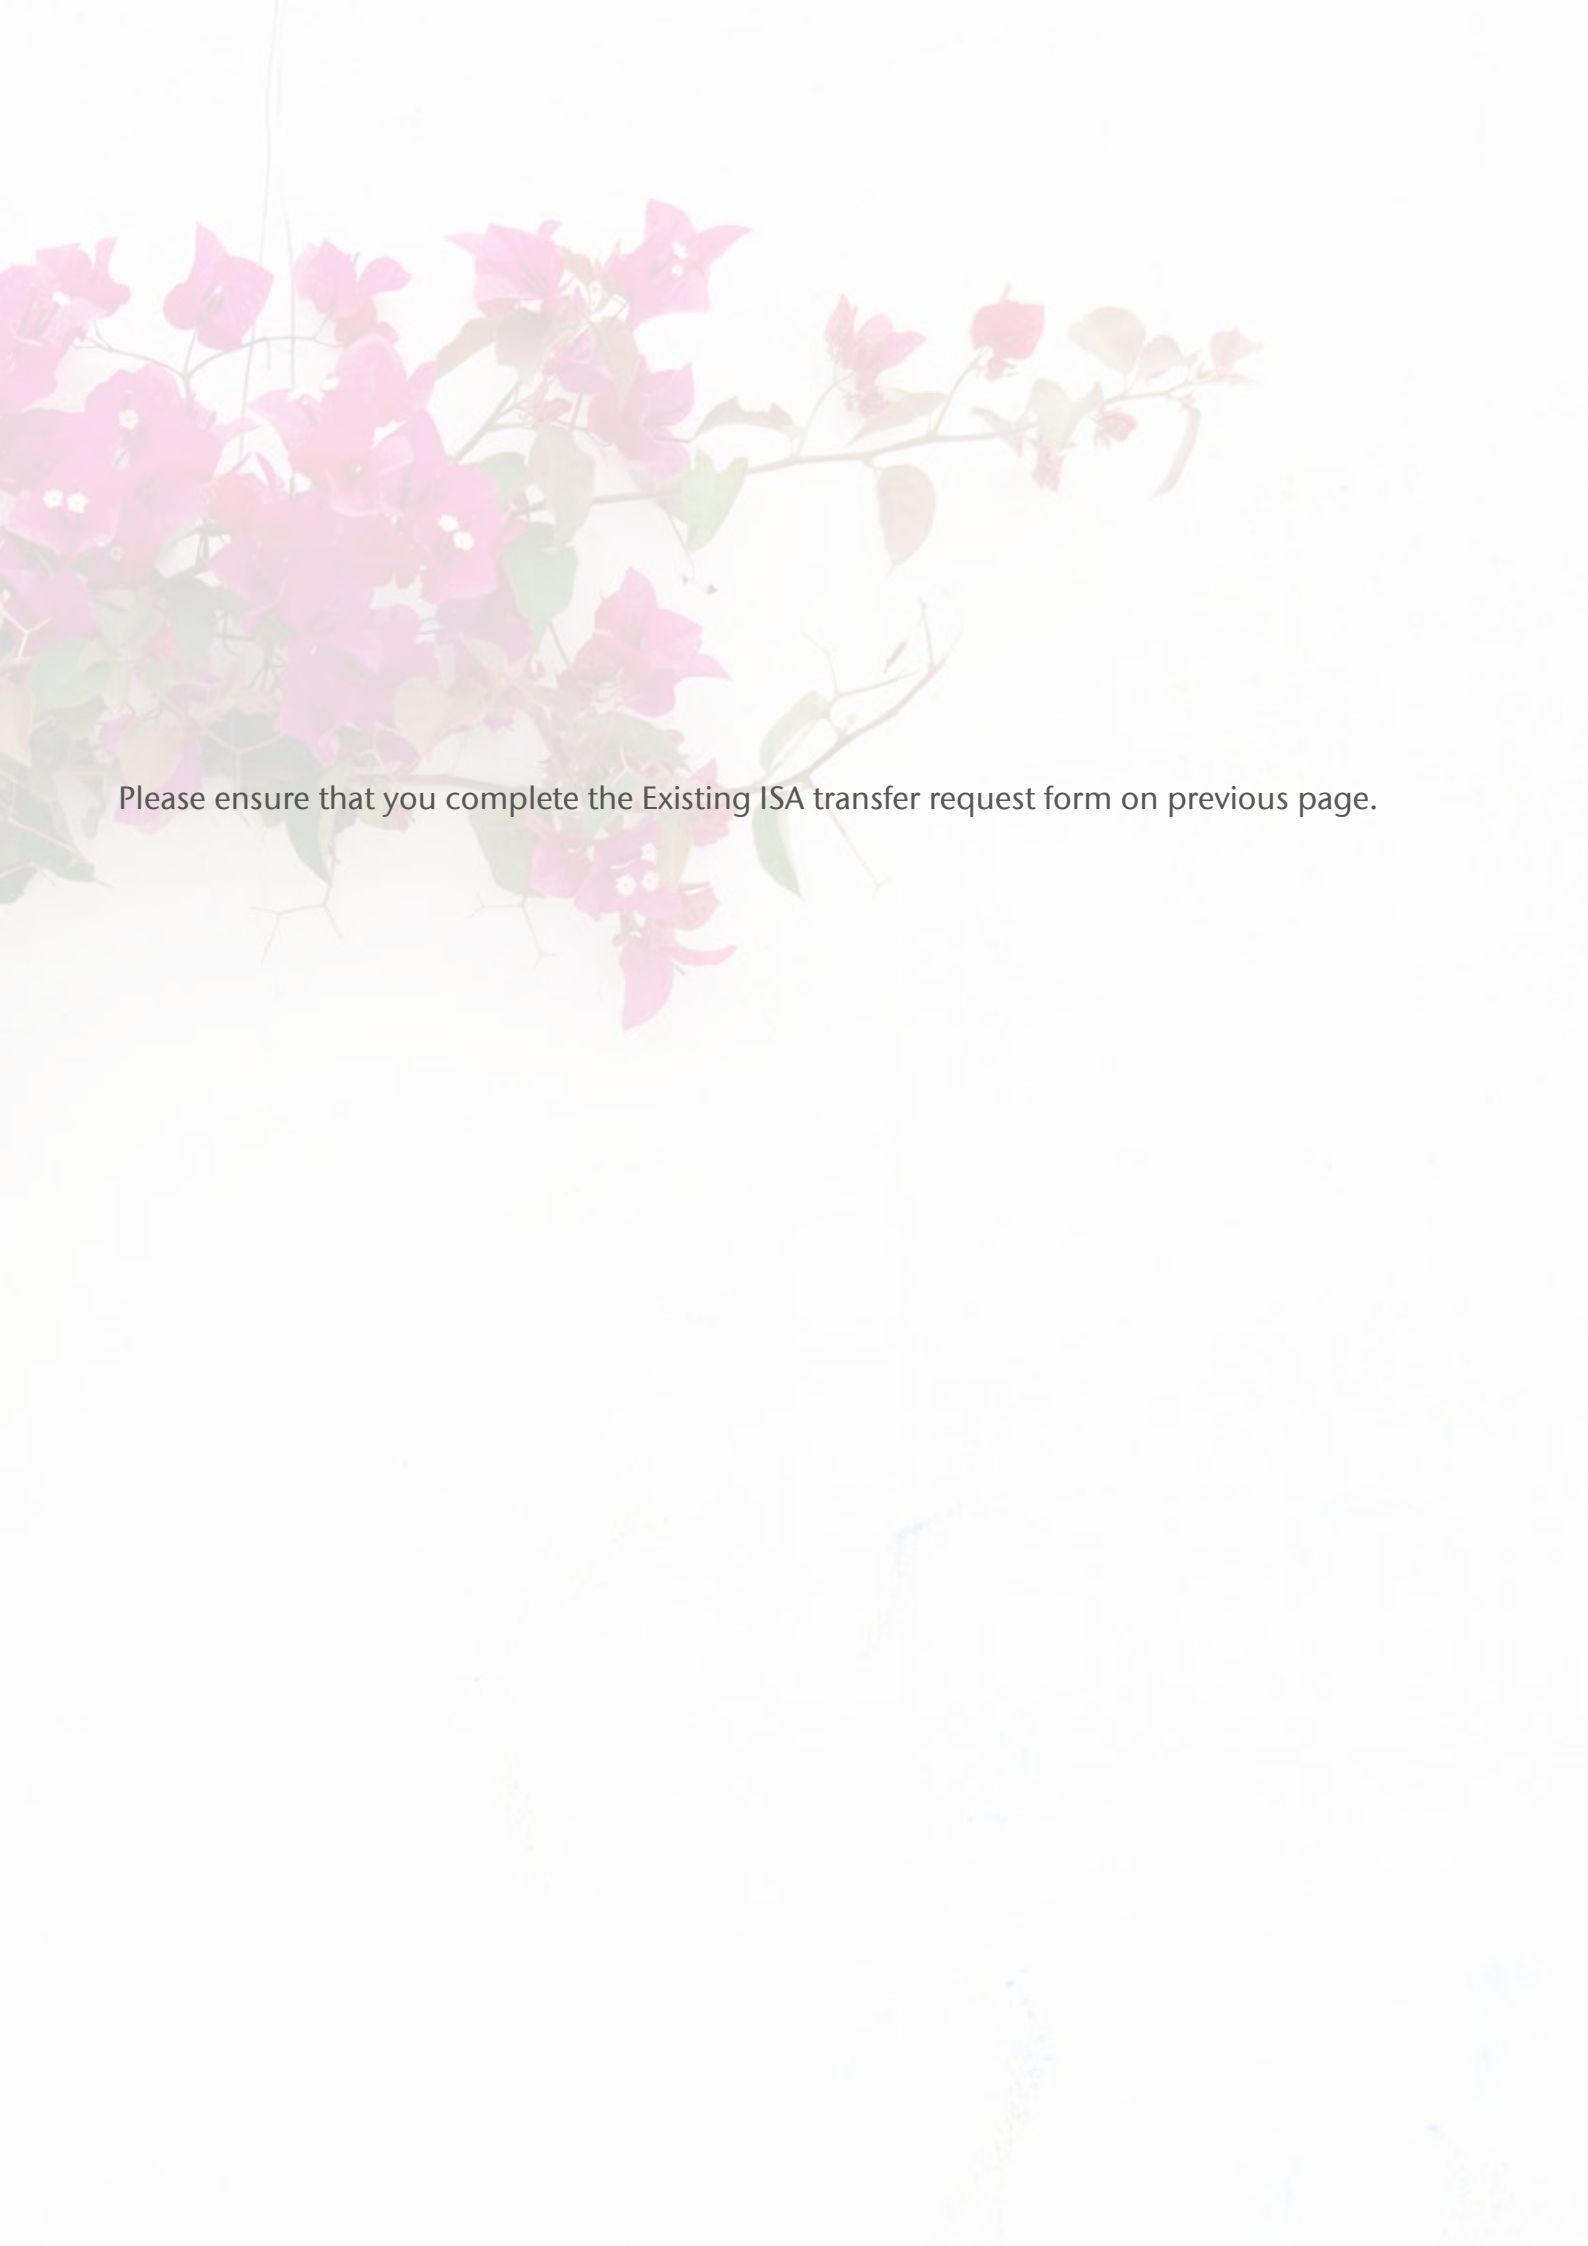 Please ensure that you complete the Existing ISA transfer request form on previous page.